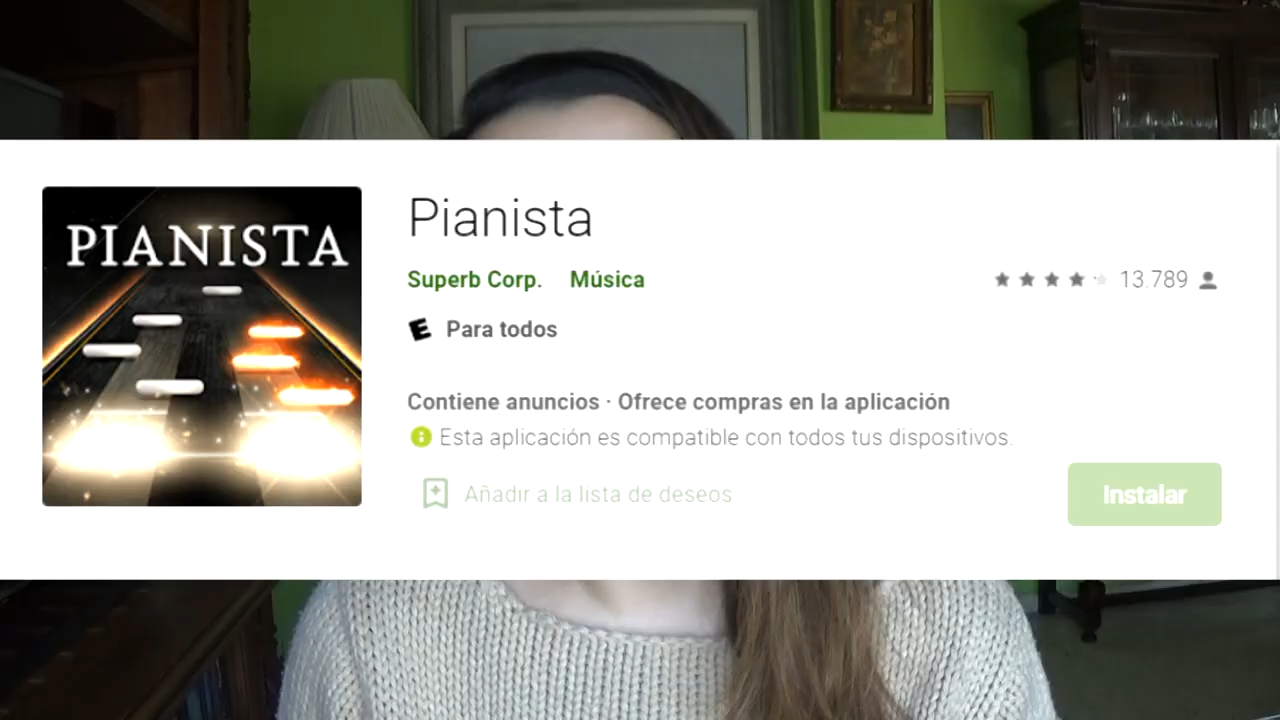 PIANISTA
Pianista
Superb Corp. Música
13.789
E Para todos
Contiene anuncios · Ofrece compras en la aplicación
Esta aplicación es compatible con todos tus dispositivos.
Añadir a la lista de deseos
Instalar